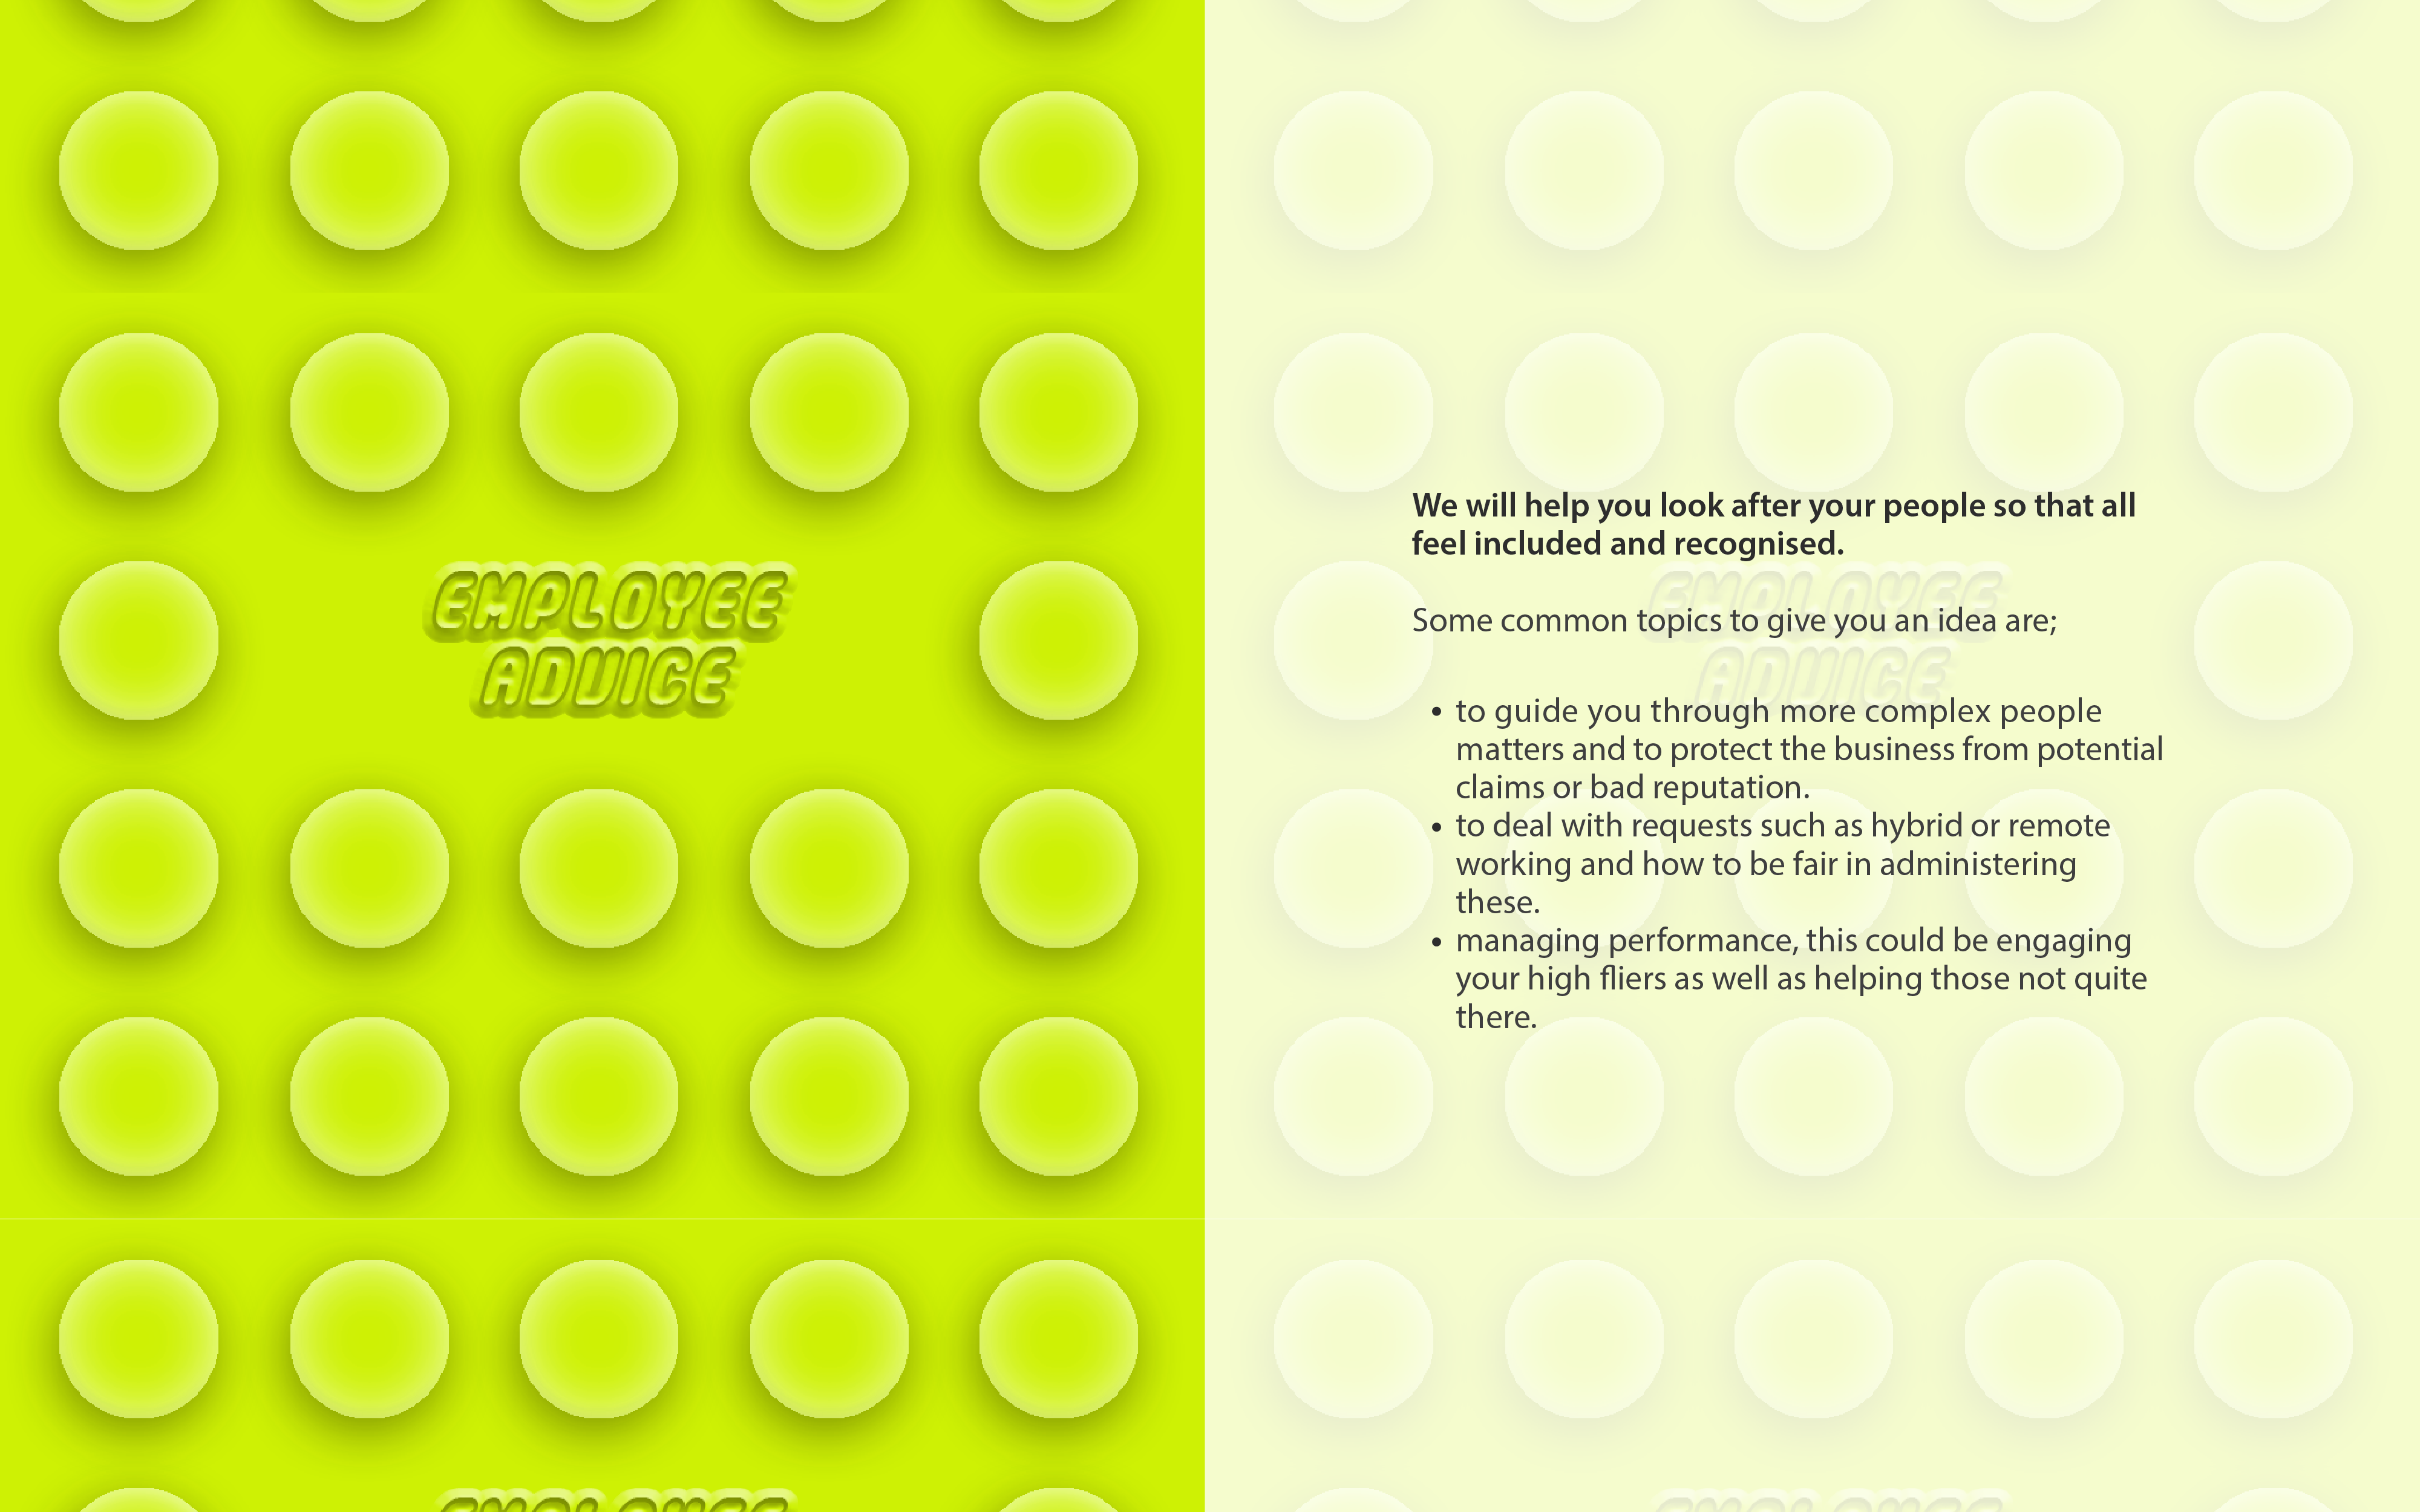 EMPLOYEE
ADVICE
We will help you look after your people so that all
feel included and recognised.
EMPLOYEE
Some common topics to give you an idea are;
ADVICE
• to guide you through more complex people
matters and to protect the business from potential
claims or bad reputation.
• to deal with requests such as hybrid or remote
working and how to be fair in administering
these.
• managing performance, this could be engaging
your high fliers as well as helping those not quite
there.
EMPLOYEE
EMPLOYEE